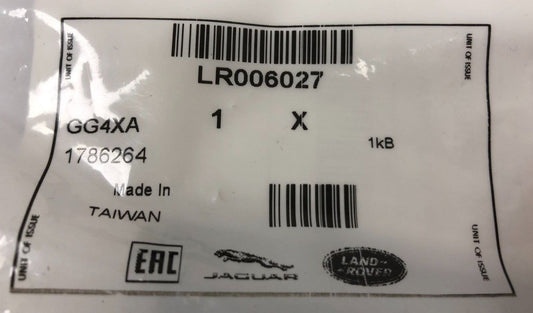 UNIT OF ISSUE
UNIT OF ISSUE
LR006027
GG4XA 1 X
1786264
1kB
Made In
TAIWAN
UNIT OF ISSUE
EAC JAGUAR LAND-ROVER
UNIT OF ISSUE